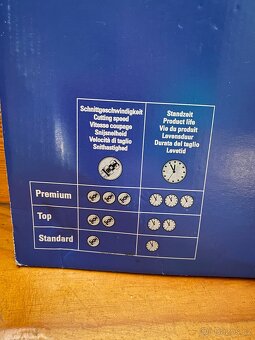 Schnittgeschwindigkeit
Cutting speed
Vitesse coupage
Snijsnelheid
Velocità di taglio
Snithastighed
Standzeit
Product life
Vie du produit
Levensduur
Durata del taglio
Levetid
Premium
Top
Standard